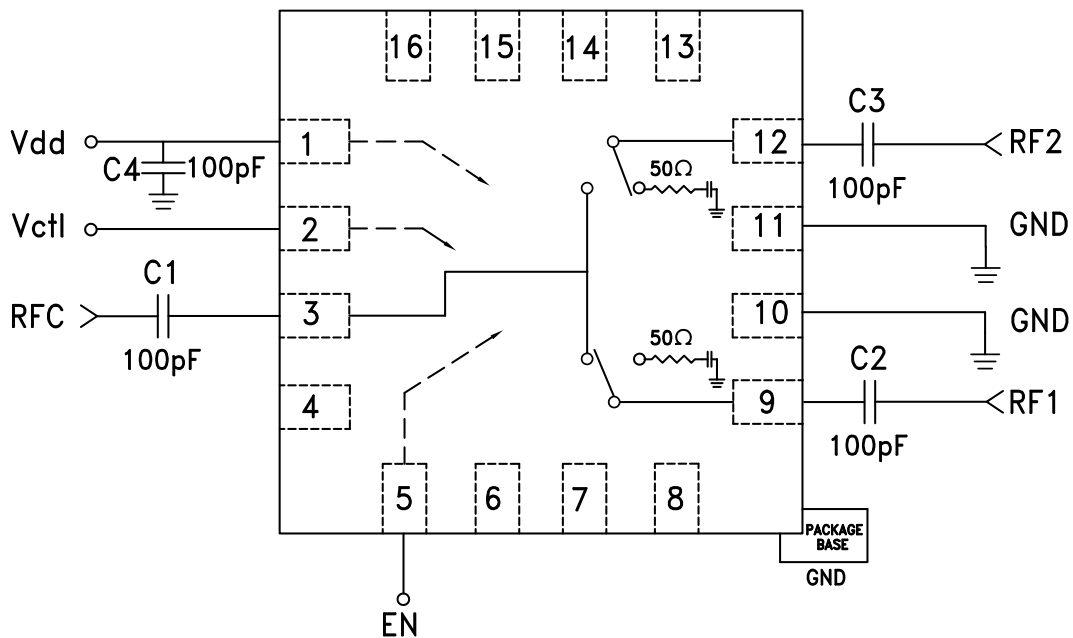 16 15 14 13
Vdd
C4
100pF
1
Vctl
2
C1
RFC
100pF
3
4
5 6 7 8
EN
50Ω
50Ω
12
C3
100pF
RF2
11
GND
10
GND
9
C2
100pF
RF1
PACKAGE
BASE
GND